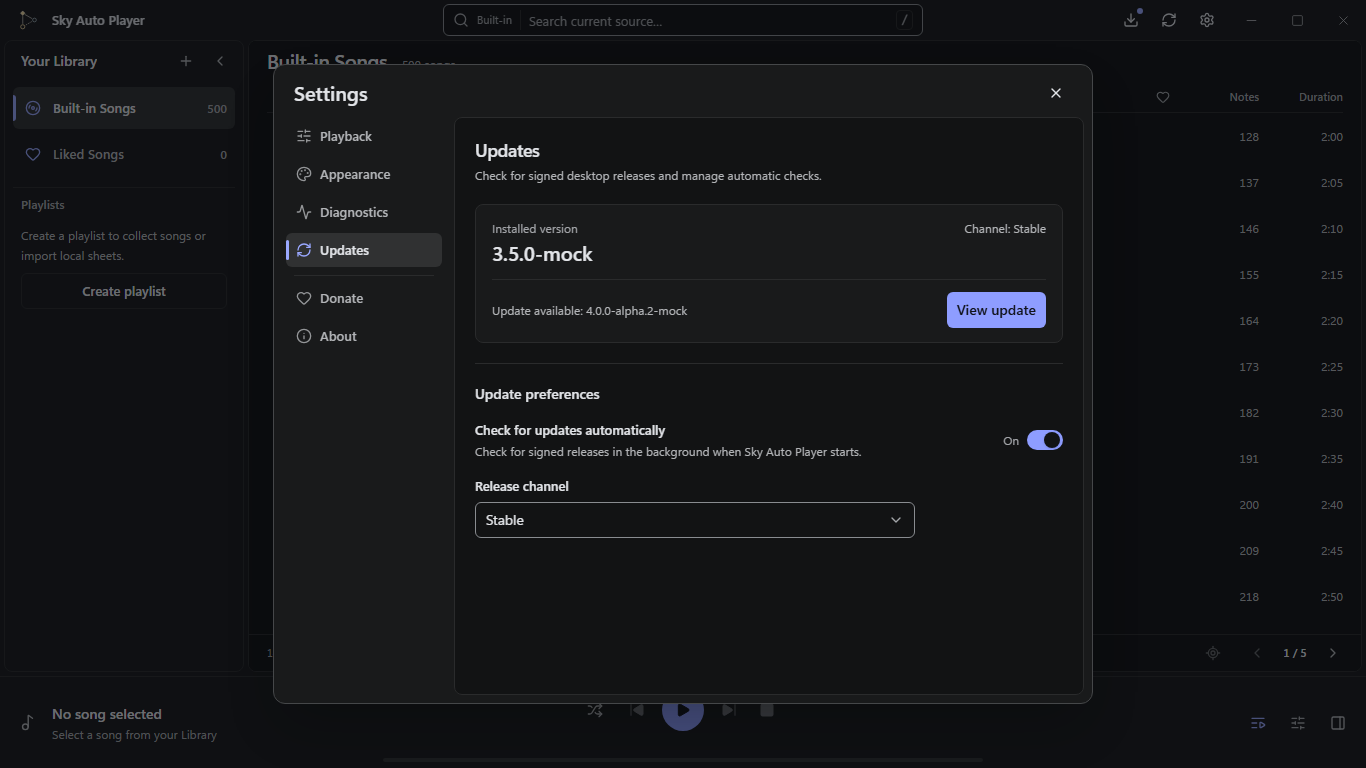 Sky Auto Player
Built-in
Search current source...
/
Your Library
Built-in Songs 500
Liked Songs 0
Playlists
Create a playlist to collect songs or
import local sheets.
Create playlist
Built-in Songs 500 songs
Notes Duration
128 2:00
137 2:05
146 2:10
155 2:15
164 2:20
173 2:25
182 2:30
191 2:35
200 2:40
209 2:45
218 2:50
1 / 5
Settings
Playback
Appearance
Diagnostics
Updates
Donate
About
Updates
Check for signed desktop releases and manage automatic checks.
Installed version
Channel: Stable
3.5.0-mock
Update available: 4.0.0-alpha.2-mock
View update
Update preferences
Check for updates automatically
On
Check for signed releases in the background when Sky Auto Player starts.
Release channel
Stable
No song selected
Select a song from your Library